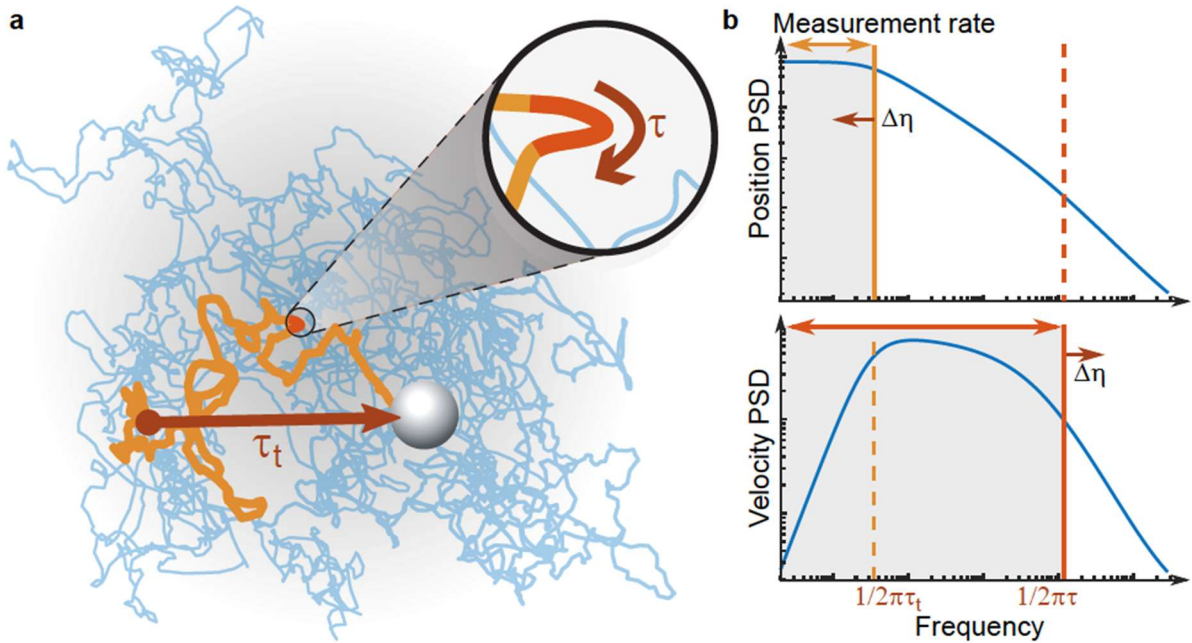 a
τ
τt
b
Measurement rate
Position PSD
Δη
Velocity PSD
Δη
1/2πτt
1/2πτ
Frequency